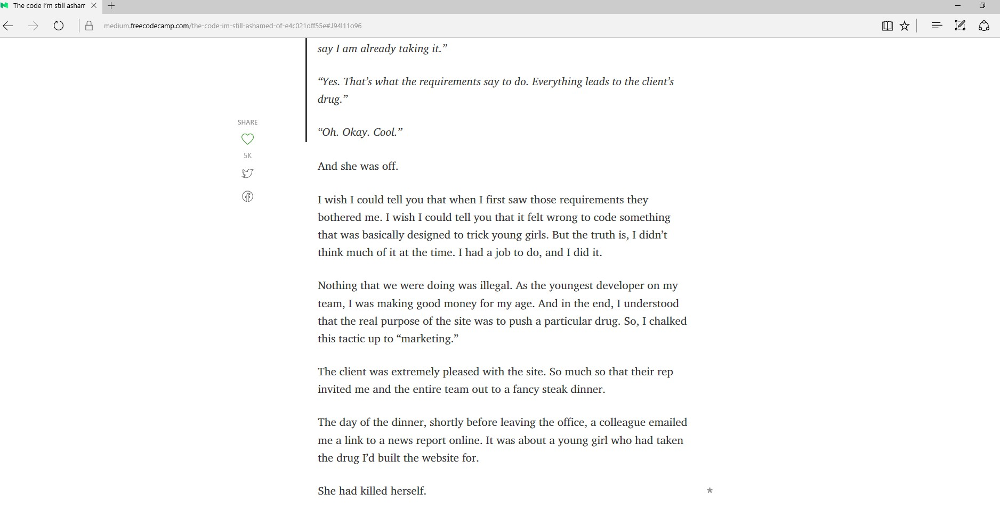 The code I'm still asham
medium.freecodecamp.com/the-code-im-still-ashamed-of-e4c021dff55e#.l94l11o96
say I am already taking it.”
“Yes. That’s what the requirements say to do. Everything leads to the client’s
drug.”
“Oh. Okay. Cool.”
SHARE
5K
And she was off.
I wish I could tell you that when I first saw those requirements they
bothered me. I wish I could tell you that it felt wrong to code something
that was basically designed to trick young girls. But the truth is, I didn’t
think much of it at the time. I had a job to do, and I did it.
Nothing that we were doing was illegal. As the youngest developer on my
team, I was making good money for my age. And in the end, I understood
that the real purpose of the site was to push a particular drug. So, I chalked
this tactic up to “marketing.”
The client was extremely pleased with the site. So much so that their rep
invited me and the entire team out to a fancy steak dinner.
The day of the dinner, shortly before leaving the office, a colleague emailed
me a link to a news report online. It was about a young girl who had taken
the drug I’d built the website for.
She had killed herself.
*